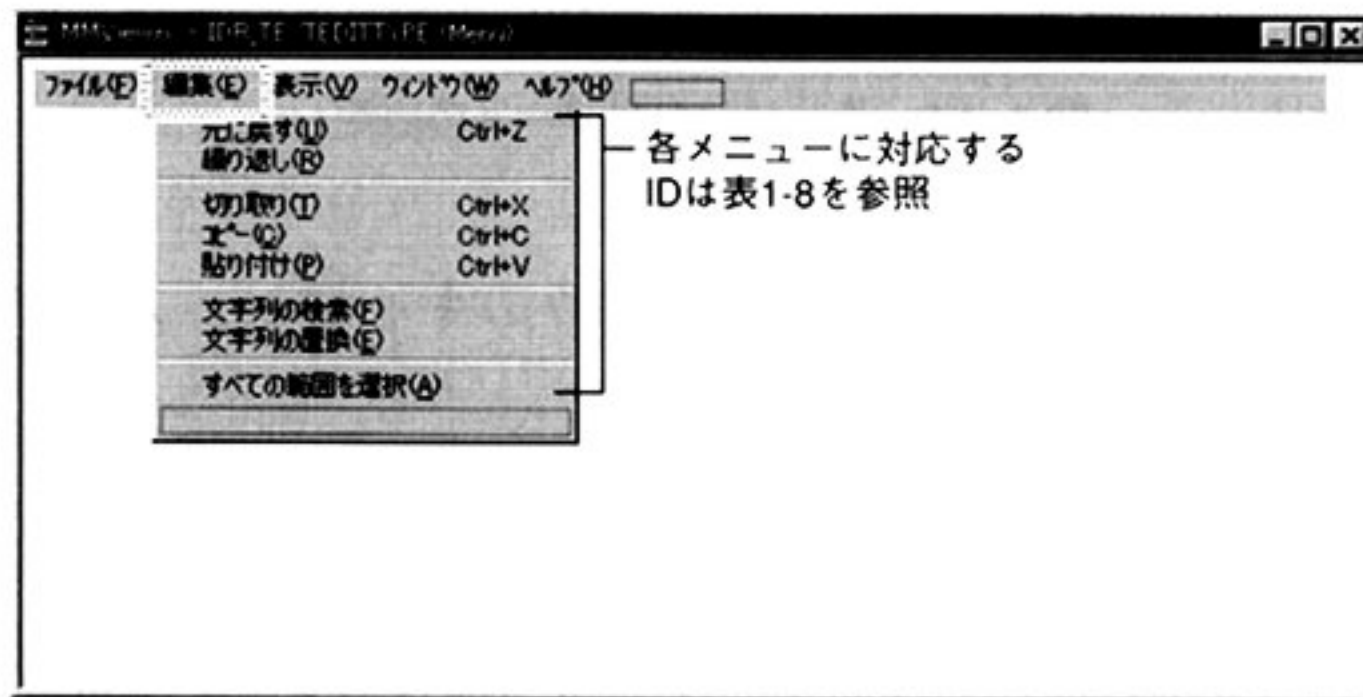 ファイル(F) 編集(E) 表示(V) ウィンドウ(W) ヘルプ(H)
元に戻す(U) Ctrl+Z
繰り返し(R)
切り取り(T) Ctrl+X
コピー(C) Ctrl+C
貼り付け(P) Ctrl+V
文字列の検索(F)
文字列の置換(E)
すべての範囲を選択(A)
各メニューに対応する
IDは表1-8を参照